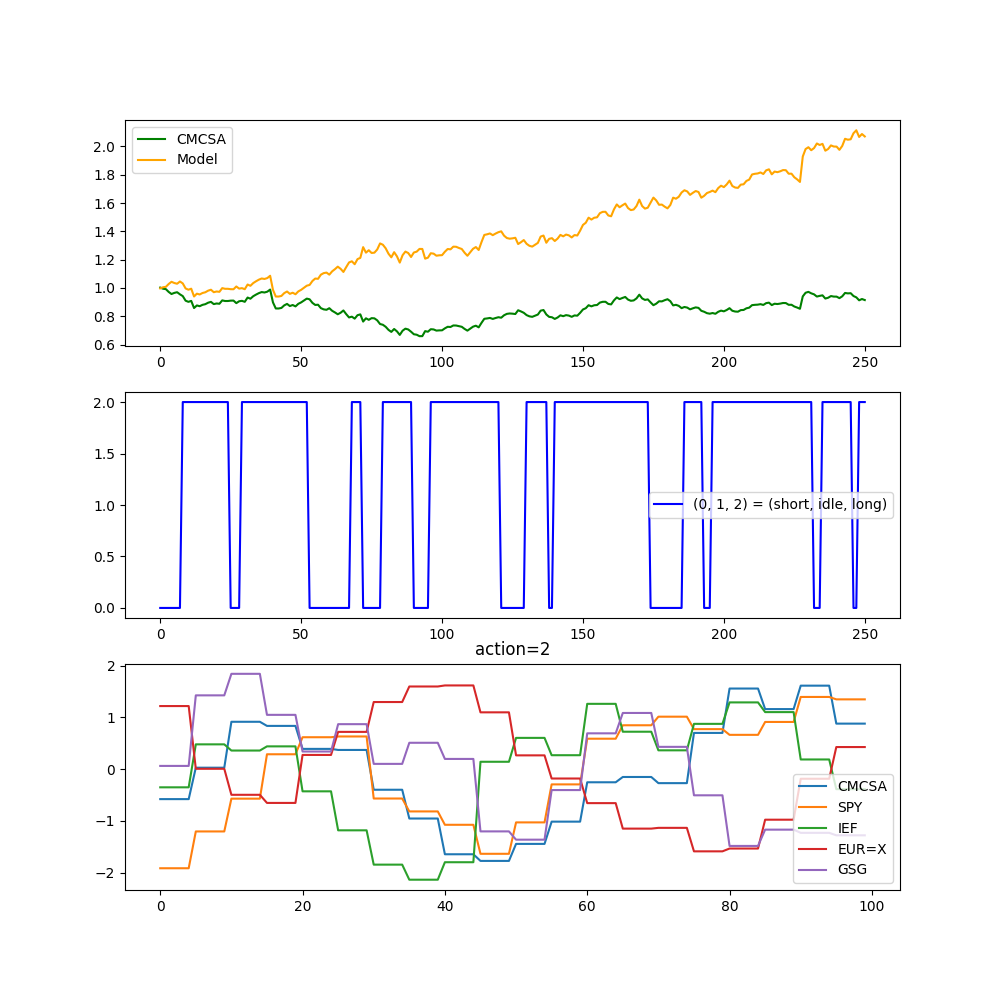 CMCSA
Model
2.0
1.8
1.6
1.4
1.2
1.0
0.8
0.6
0 50 100 150 200 250
2.0
1.5
1.0
0.5
0.0
(0, 1, 2) = (short, idle, long)
0 50 100 150 200 250
action=2
2
1
0
−1
−2
CMCSA
SPY
IEF
EUR=X
GSG
0 20 40 60 80 100